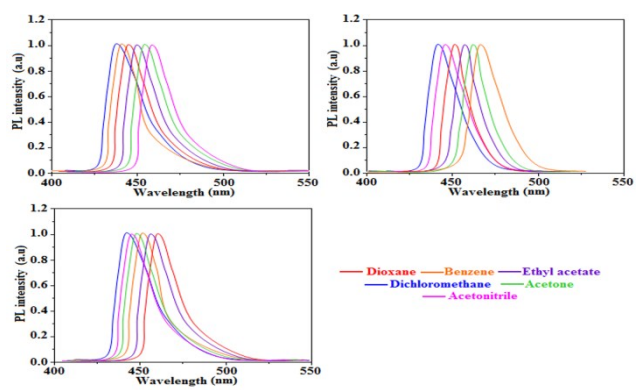 1.2
1.0
0.8
0.6
0.4
0.2
0.0
PL intensity (a.u)
400 450 500 550
Wavelength (nm)
1.2
1.0
0.8
0.6
0.4
0.2
0.0
PL intensity (a.u)
400 450 500 550
Wavelength (nm)
1.2
1.0
0.8
0.6
0.4
0.2
0.0
PL intensity (a.u)
400 450 500 550
Wavelength (nm)
Dioxane Benzene Ethyl acetate
Dichloromethane Acetone
Acetonitrile